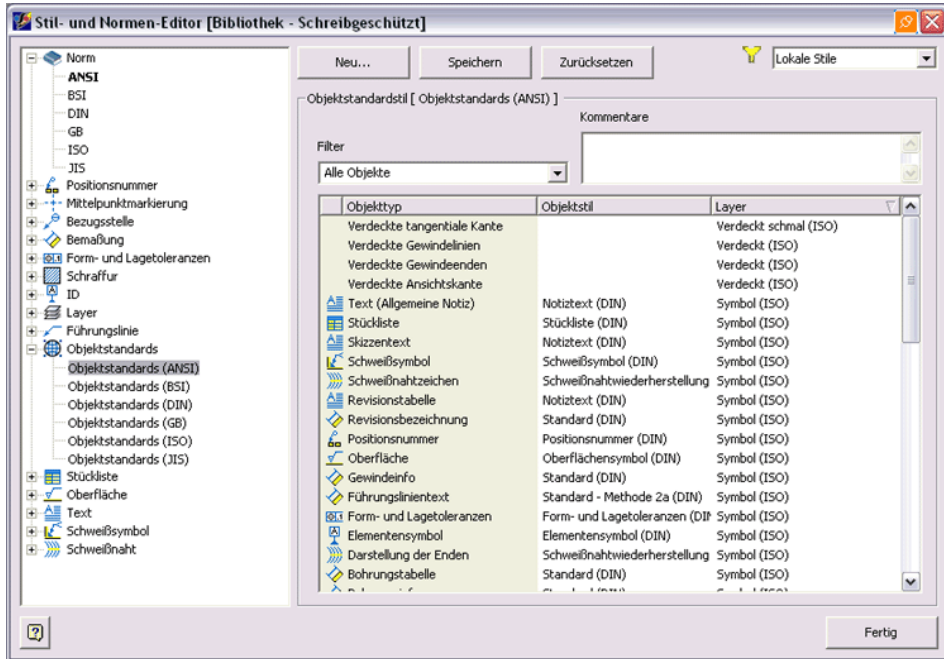 Stil- und Normen-Editor [Bibliothek - Schreibgeschützt]
Norm
ANSI
BSI
DIN
GB
ISO
JIS
Positionsnummer
Mittelpunktmarkierung
Bezugsstelle
Bemaßung
Form- und Lagetoleranzen
Schraffur
ID
Layer
Führungslinie
Objektstandards
Objektstandards (ANSI)
Objektstandards (BSI)
Objektstandards (DIN)
Objektstandards (GB)
Objektstandards (ISO)
Objektstandards (JIS)
Stückliste
Oberfläche
Text
Schweißsymbol
Schweißnaht
Neu... Speichern Zurücksetzen Lokale Stile
Objektstandardstil [ Objektstandards (ANSI) ]
Kommentare
Filter
Alle Objekte
Objekttyp Objektstil Layer
Verdeckte tangentiale Kante Verdeckt schmal (ISO)
Verdeckte Gewindelinien Verdeckt (ISO)
Verdeckte Gewindeenden Verdeckt (ISO)
Verdeckte Ansichtskante Verdeckt (ISO)
Text (Allgemeine Notiz) Notiztext (DIN) Symbol (ISO)
Stückliste Stückliste (DIN) Symbol (ISO)
Skizzentext Notiztext (DIN) Symbol (ISO)
Schweißsymbol Schweißsymbol (DIN) Symbol (ISO)
Schweißnahtzeichen Schweißnahtwiederherstellung Symbol (ISO)
Revisionstabelle Notiztext (DIN) Symbol (ISO)
Revisionsbezeichnung Standard (DIN) Symbol (ISO)
Positionsnummer Positionsnummer (DIN) Symbol (ISO)
Oberfläche Oberflächensymbol (DIN) Symbol (ISO)
Gewindeinfo Standard (DIN) Symbol (ISO)
Führungslinientext Standard - Methode 2a (DIN) Symbol (ISO)
Form- und Lagetoleranzen Form- und Lagetoleranzen (DIN Symbol (ISO)
Elementensymbol Elementensymbol (DIN) Symbol (ISO)
Darstellung der Enden Schweißnahtwiederherstellung Symbol (ISO)
Bohrungstabelle Standard (DIN) Symbol (ISO)
Fertig